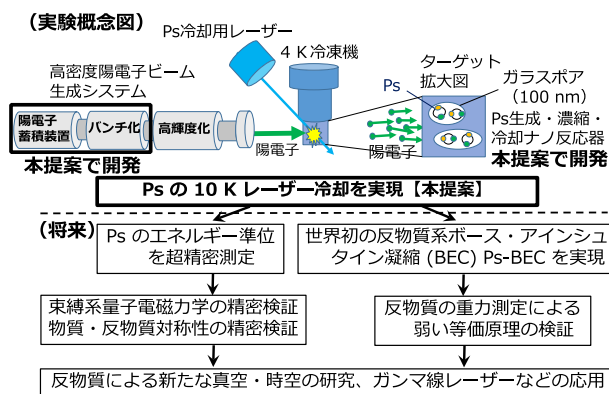 (実験概念図)
Ps冷却用レーザー
4 K冷凍機
ターゲット
拡大図
Ps
ガラスポア
(100 nm)
高密度陽電子ビーム
生成システム
陽電子
蓄積装置
バンチ化
高輝度化
陽電子
陽電子
Ps生成・濃縮・
冷却ナノ反応器
本提案で開発
本提案で開発
Ps の 10 K レーザー冷却を実現【本提案】
(将来)
Ps のエネルギー準位
を超精密測定
世界初の反物質系ボース・アインシュ
タイン凝縮 (BEC) Ps-BEC を実現
束縛系量子電磁力学の精密検証
物質・反物質対称性の精密検証
反物質の重力測定による
弱い等価原理の検証
反物質による新たな真空・時空の研究、ガンマ線レーザーなどの応用